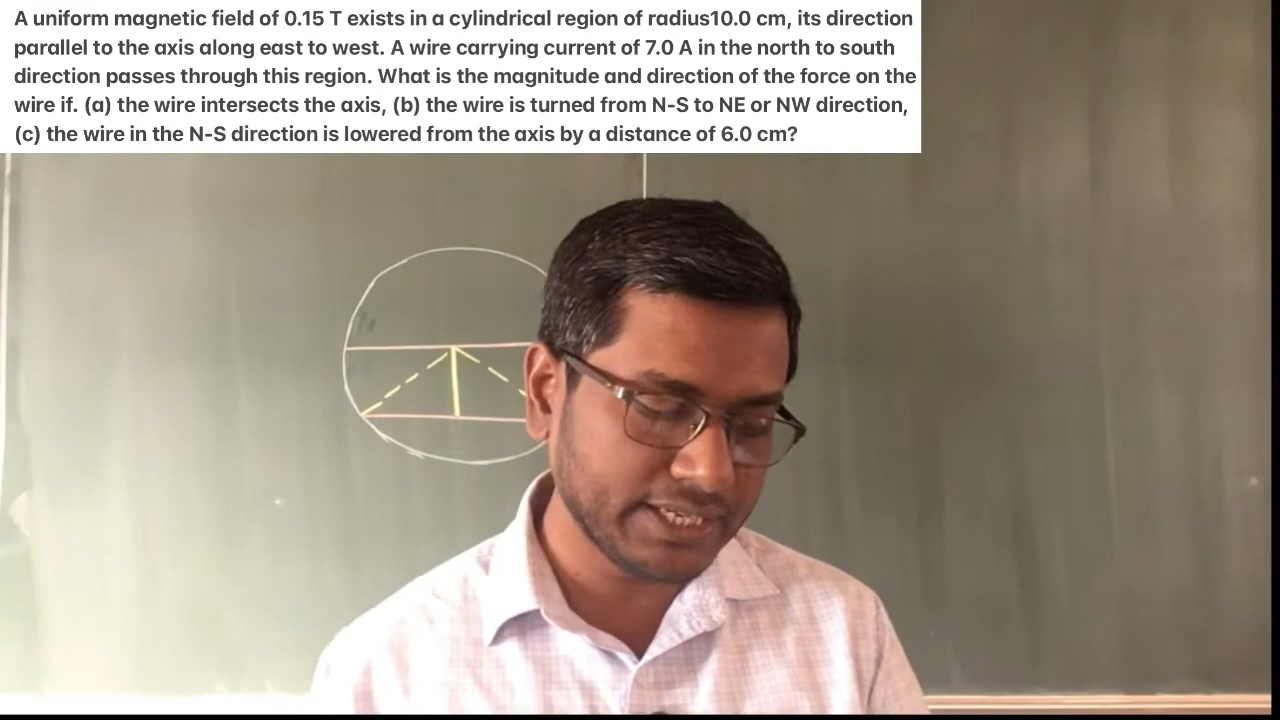 A uniform magnetic field of 0.15 T exists in a cylindrical region of radius10.0 cm, its direction
parallel to the axis along east to west. A wire carrying current of 7.0 A in the north to south
direction passes through this region. What is the magnitude and direction of the force on the
wire if. (a) the wire intersects the axis, (b) the wire is turned from N-S to NE or NW direction,
(c) the wire in the N-S direction is lowered from the axis by a distance of 6.0 cm?